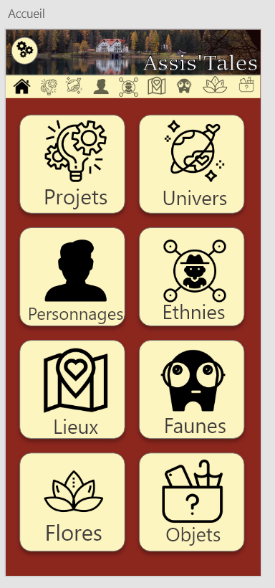 Accueil
Assis'Tales
Projets
Univers
Personnages
Ethnies
Lieux
Faunes
?
Flores
Objets